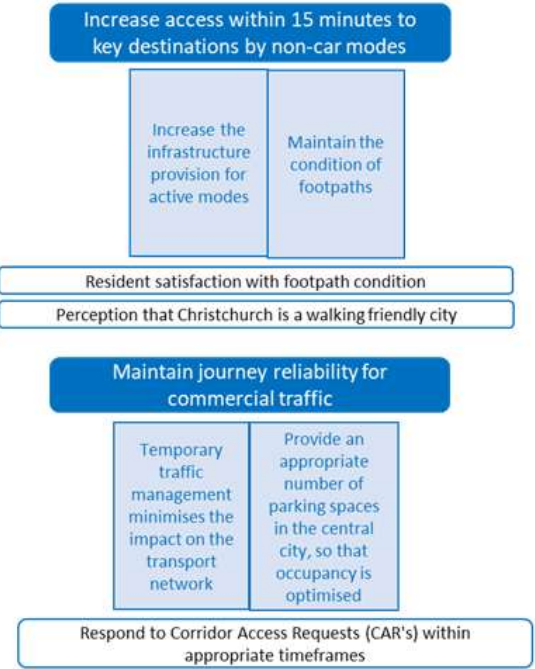 Increase access within 15 minutes to
key destinations by non-car modes
Increase the
infrastructure
provision for
active modes
Maintain the
condition of
footpaths
Resident satisfaction with footpath condition
Perception that Christchurch is a walking friendly city
Maintain journey reliability for
commercial traffic
Temporary
traffic
management
minimises the
impact on the
transport
network
Provide an
appropriate
number of
parking spaces
in the central
city, so that
occupancy is
optimised
Respond to Corridor Access Requests (CAR's) within
appropriate timeframes